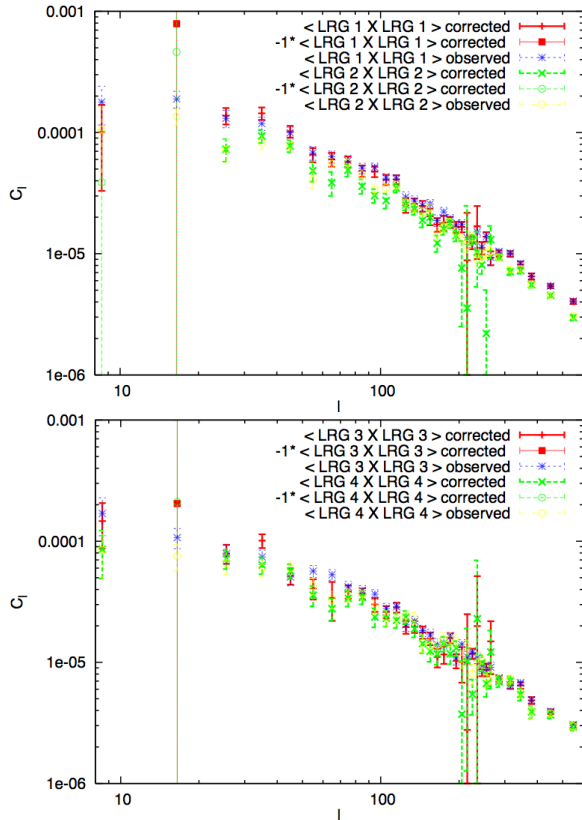 0.001
< LRG 1 X LRG 1 > corrected
-1* < LRG 1 X LRG 1 > corrected
< LRG 1 X LRG 1 > observed
< LRG 2 X LRG 2 > corrected
-1* < LRG 2 X LRG 2 > corrected
< LRG 2 X LRG 2 > observed
0.0001
C_l
1e-05
1e-06
10
100
l
0.001
< LRG 3 X LRG 3 > corrected
-1* < LRG 3 X LRG 3 > corrected
< LRG 3 X LRG 3 > observed
< LRG 4 X LRG 4 > corrected
-1* < LRG 4 X LRG 4 > corrected
< LRG 4 X LRG 4 > observed
0.0001
C_l
1e-05
1e-06
10
100
l